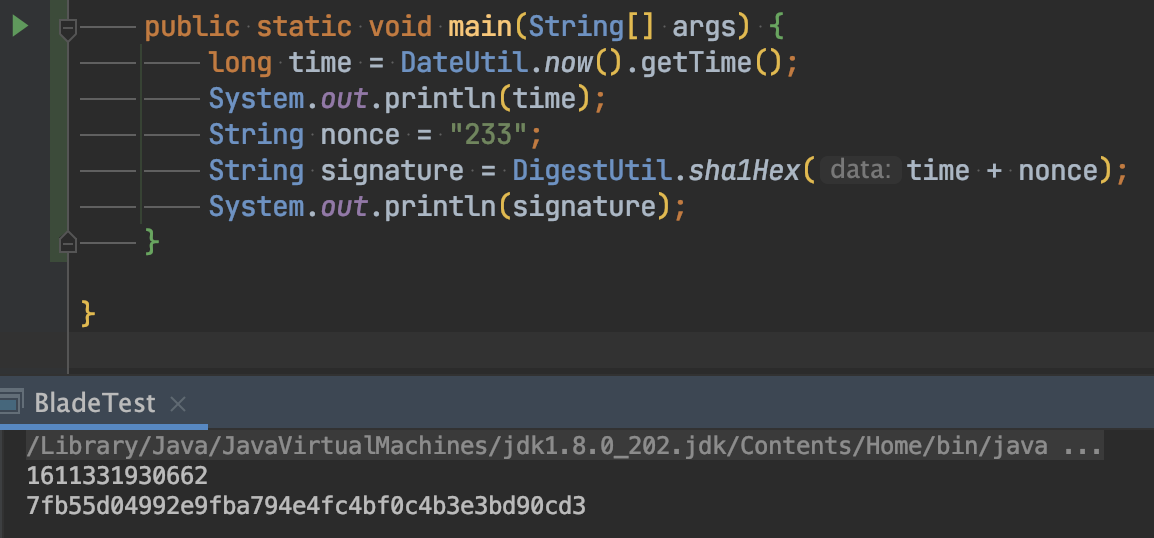 public static void main(String[] args) {
long time = DateUtil.now().getTime();
System.out.println(time);
String nonce = "233";
String signature = DigestUtil.sha1Hex( data: time + nonce);
System.out.println(signature);
}
}
BladeTest
/Library/Java/JavaVirtualMachines/jdk1.8.0_202.jdk/Contents/Home/bin/java ...
1611331930662
7fb55d04992e9fba794e4fc4bf0c4b3e3bd90cd3